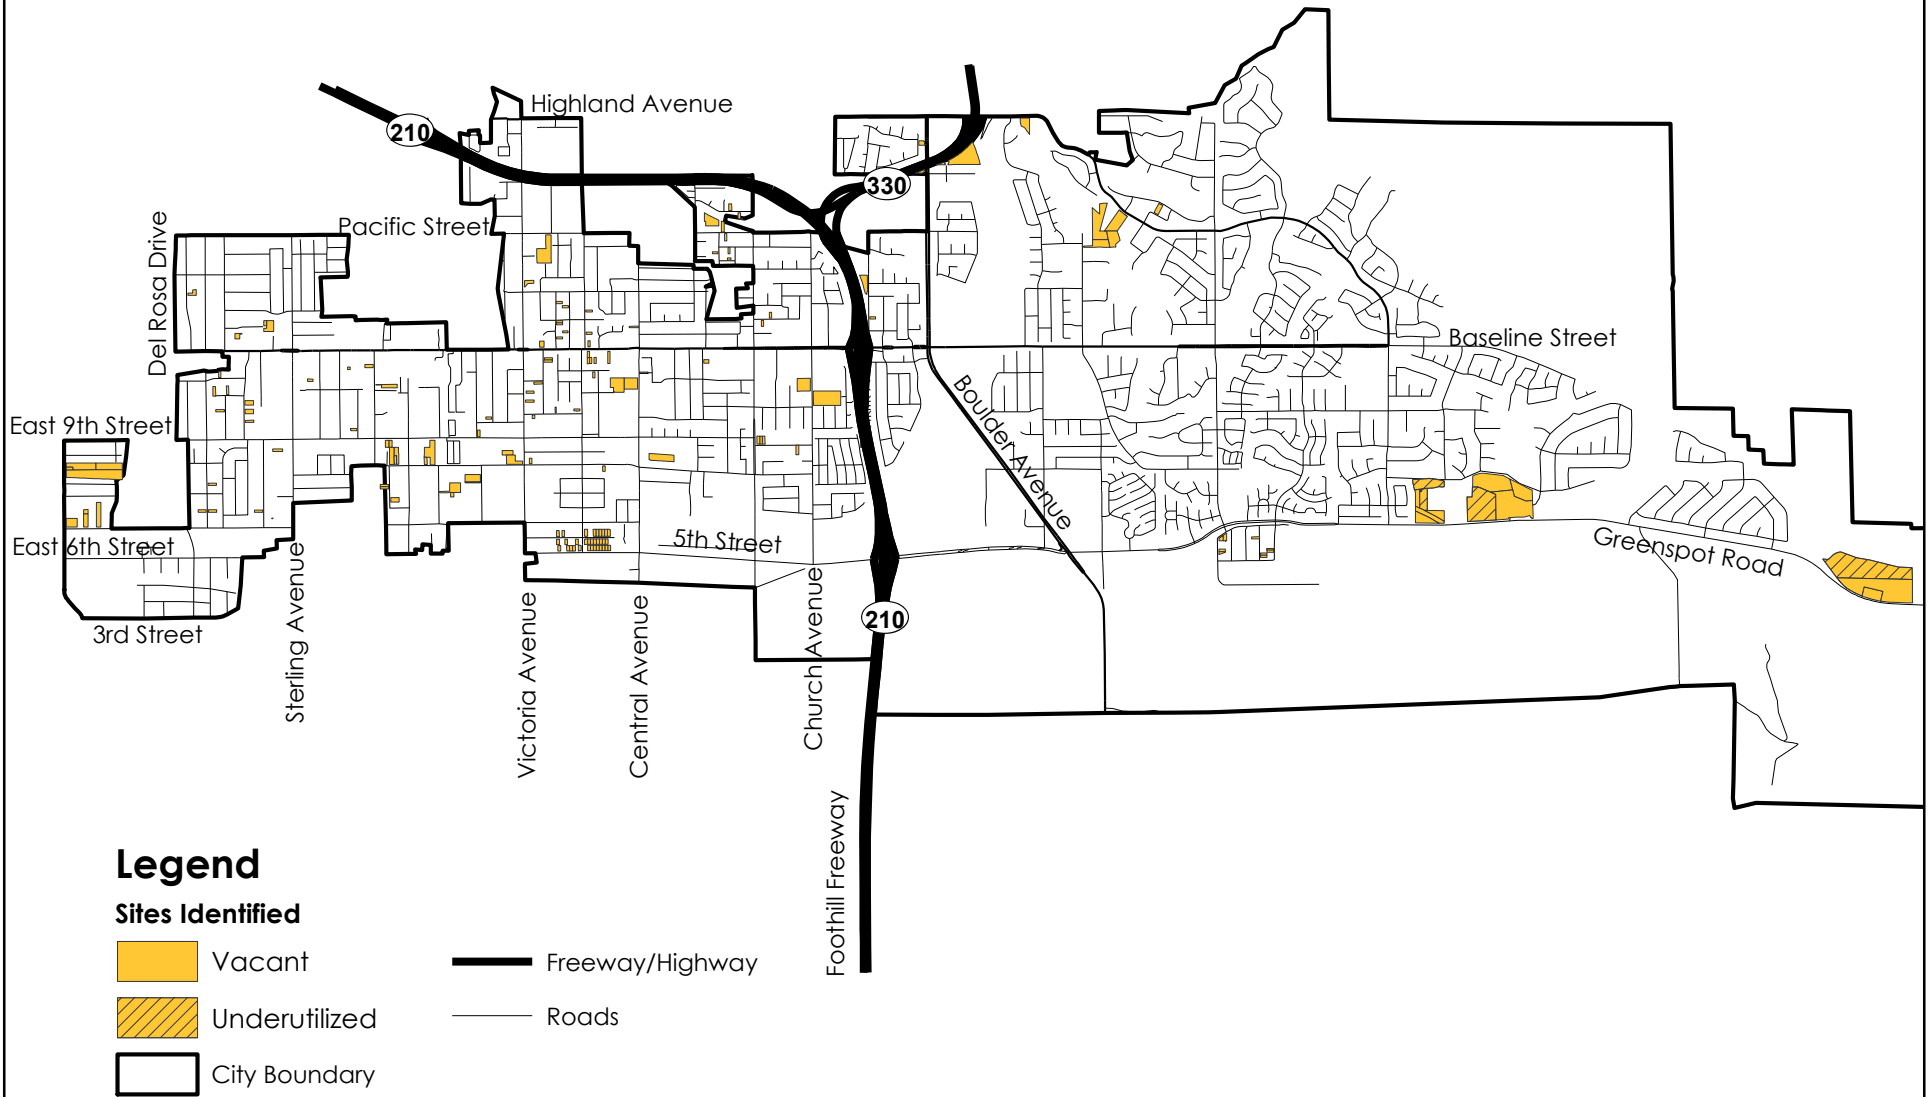 Highland Avenue
210
330
Pacific Street
Del Rosa Drive
Baseline Street
Boulder Avenue
East 9th Street
East 6th Street
5th Street
Greenspot Road
3rd Street
210
Sterling Avenue
Victoria Avenue
Central Avenue
Church Avenue
Foothill Freeway
Legend
Sites Identified
Vacant
Freeway/Highway
Underutilized
Roads
City Boundary